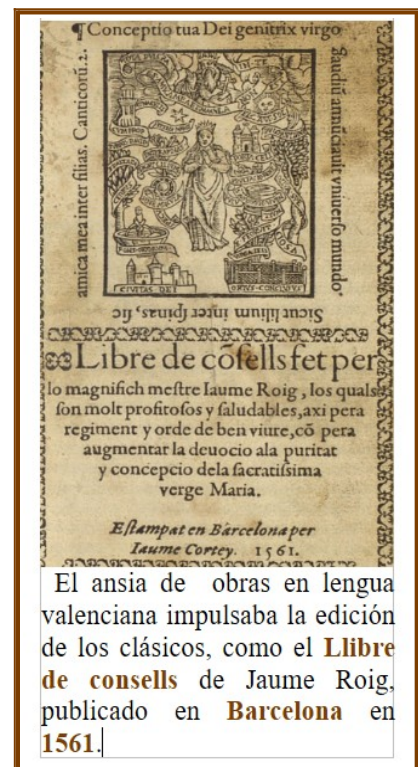 ¶ Conceptio tua Dei genitrix virgo
gaudiū annūciauit vniuerso mundo.
Sicut lilium inter spinas, sic
amica mea inter filias. Canticorū.2.
CIVITAS DEI
ORTVS CONCLVSVS
Libre de cōsells fet per
lo magnifich mestre Iaume Roig, los quals
son molt profitosos y saludables,axi pera
regiment y orde de ben viure,cō pera
augmentar la deuocio ala puritat
y concepcio dela sacratissima
verge Maria.
Estampat en Barcelona per
Iaume Cortey. 1561.
El ansia de obras en lengua
valenciana impulsaba la edición
de los clásicos, como el Llibre
de consells de Jaume Roig,
publicado en Barcelona en
1561.